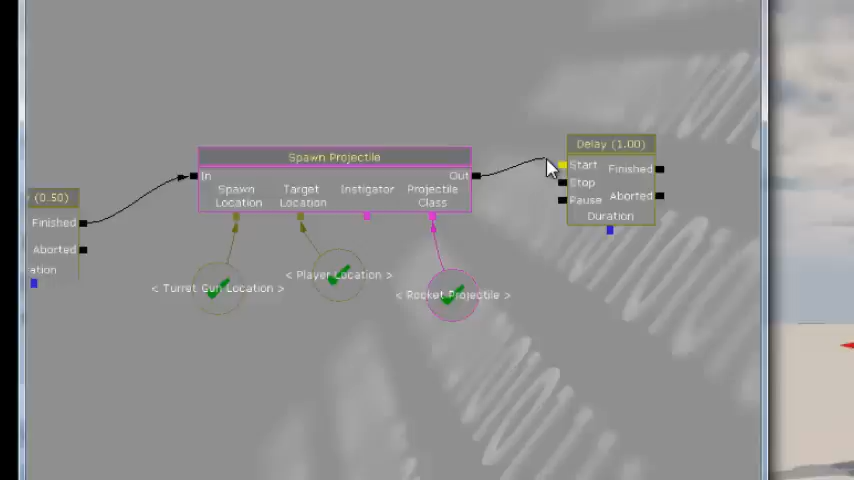 y (0.50)
Finished
Aborted
ation
Spawn Projectile
In
Out
Spawn Location
Target Location
Instigator
Projectile Class
< Turret Gun Location >
< Player Location >
< Rocket Projectile >
Delay (1.00)
Start
Finished
Stop
Pause
Aborted
Duration